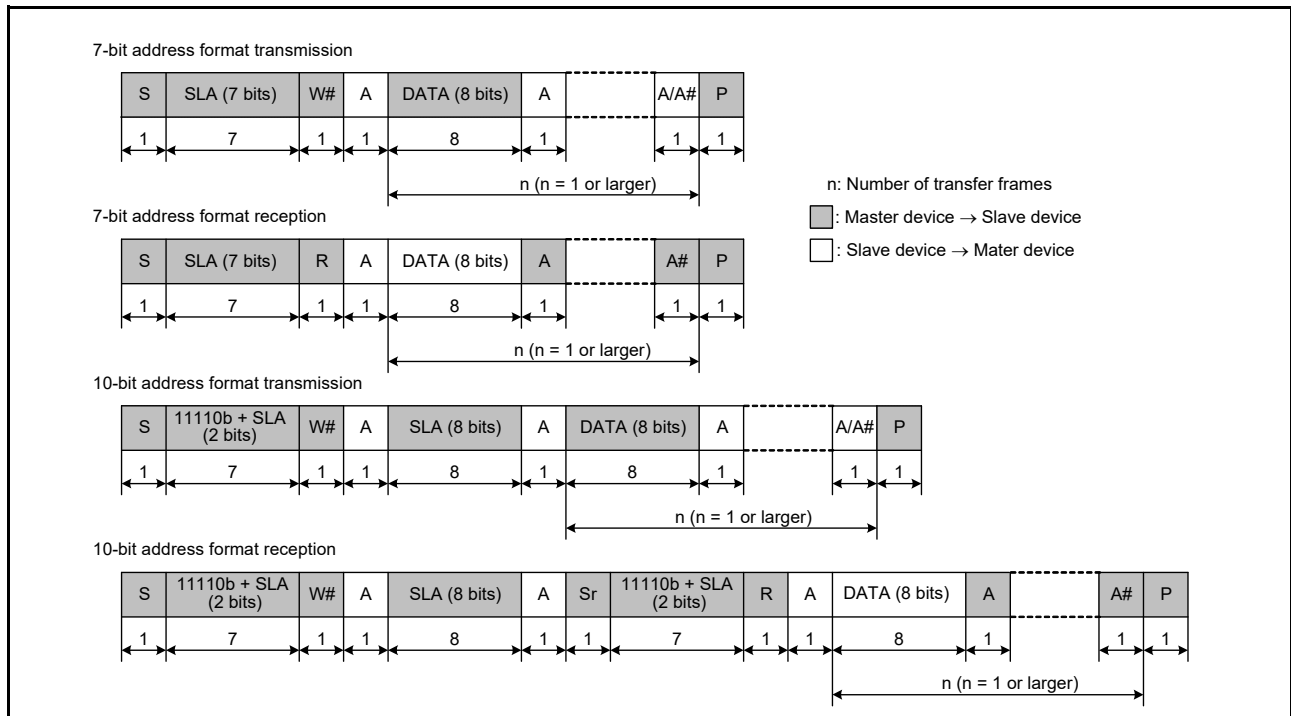 7-bit address format transmission
S SLA (7 bits) W# A DATA (8 bits) A A/A# P
1 7 1 1 8 1 1 1
n (n = 1 or larger)
n: Number of transfer frames
: Master device → Slave device
: Slave device → Mater device
7-bit address format reception
S SLA (7 bits) R A DATA (8 bits) A A# P
1 7 1 1 8 1 1 1
n (n = 1 or larger)
10-bit address format transmission
S 11110b + SLA (2 bits) W# A SLA (8 bits) A DATA (8 bits) A A/A# P
1 7 1 1 8 1 8 1 1 1
n (n = 1 or larger)
10-bit address format reception
S 11110b + SLA (2 bits) W# A SLA (8 bits) A Sr 11110b + SLA (2 bits) R A DATA (8 bits) A A# P
1 7 1 1 8 1 1 7 1 1 8 1 1 1
n (n = 1 or larger)